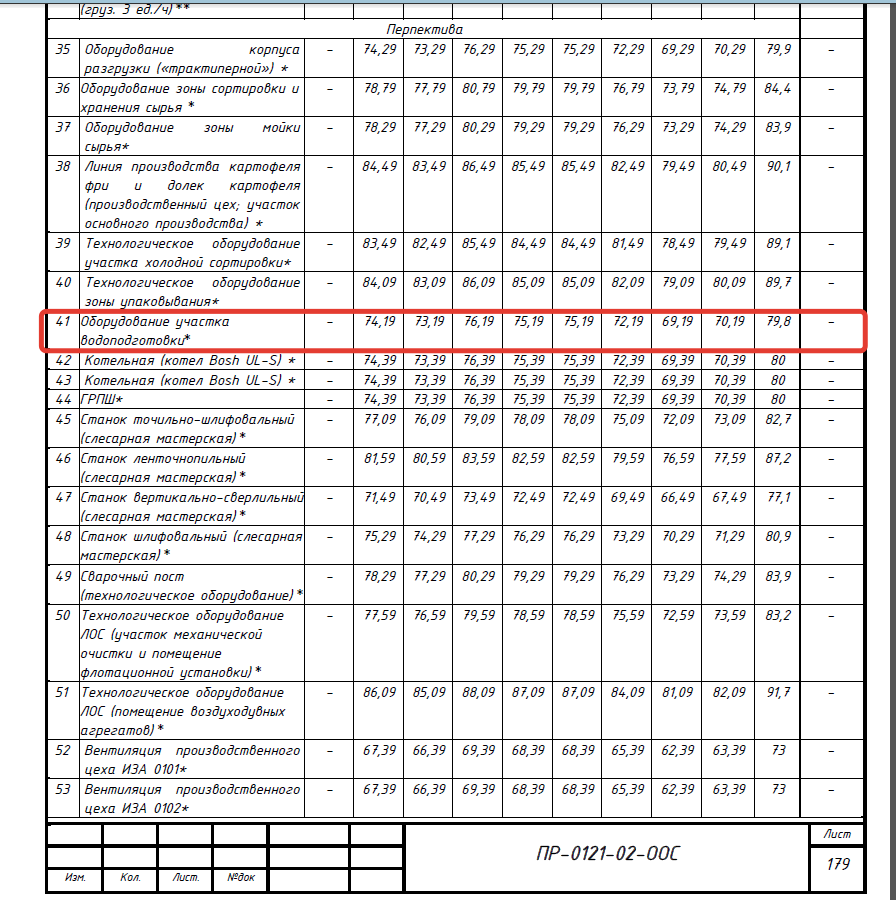 (груз. 3 ед./ч)**
Перпектива
35 Оборудование корпуса – 74,29 73,29 76,29 75,29 75,29 72,29 69,29 70,29 79,9 –
разгрузки («трактиперной») *
36 Оборудование зоны сортировки и – 78,79 77,79 80,79 79,79 79,79 76,79 73,79 74,79 84,4 –
хранения сырья *
37 Оборудование зоны мойки – 78,29 77,29 80,29 79,29 79,29 76,29 73,29 74,29 83,9 –
сырья*
38 Линия производства картофеля – 84,49 83,49 86,49 85,49 85,49 82,49 79,49 80,49 90,1 –
фри и долек картофеля
(производственный цех; участок
основного производства) *
39 Технологическое оборудование – 83,49 82,49 85,49 84,49 84,49 81,49 78,49 79,49 89,1 –
участка холодной сортировки*
40 Технологическое оборудование – 84,09 83,09 86,09 85,09 85,09 82,09 79,09 80,09 89,7 –
зоны упаковывания*
41 Оборудование участка – 74,19 73,19 76,19 75,19 75,19 72,19 69,19 70,19 79,8 –
водоподготовки*
42 Котельная (котел Bosh UL-S) * – 74,39 73,39 76,39 75,39 75,39 72,39 69,39 70,39 80 –
43 Котельная (котел Bosh UL-S) * – 74,39 73,39 76,39 75,39 75,39 72,39 69,39 70,39 80 –
44 ГРПШ* – 74,39 73,39 76,39 75,39 75,39 72,39 69,39 70,39 80 –
45 Станок точильно-шлифовальный – 77,09 76,09 79,09 78,09 78,09 75,09 72,09 73,09 82,7 –
(слесарная мастерская) *
46 Станок ленточнопильный – 81,59 80,59 83,59 82,59 82,59 79,59 76,59 77,59 87,2 –
(слесарная мастерская) *
47 Станок вертикально-сверлильный – 71,49 70,49 73,49 72,49 72,49 69,49 66,49 67,49 77,1 –
(слесарная мастерская) *
48 Станок шлифовальный (слесарная – 75,29 74,29 77,29 76,29 76,29 73,29 70,29 71,29 80,9 –
мастерская) *
49 Сварочный пост – 78,29 77,29 80,29 79,29 79,29 76,29 73,29 74,29 83,9 –
(технологическое оборудование) *
50 Технологическое оборудование – 77,59 76,59 79,59 78,59 78,59 75,59 72,59 73,59 83,2 –
ЛОС (участок механической
очистки и помещение
флотационной установки) *
51 Технологическое оборудование – 86,09 85,09 88,09 87,09 87,09 84,09 81,09 82,09 91,7 –
ЛОС (помещение воздуходувных
агрегатов) *
52 Вентиляция производственного – 67,39 66,39 69,39 68,39 68,39 65,39 62,39 63,39 73 –
цеха ИЗА 0101*
53 Вентиляция производственного – 67,39 66,39 69,39 68,39 68,39 65,39 62,39 63,39 73 –
цеха ИЗА 0102*
ПР-0121-02-ООС
Лист
179
Изм. Кол. Лист. №док